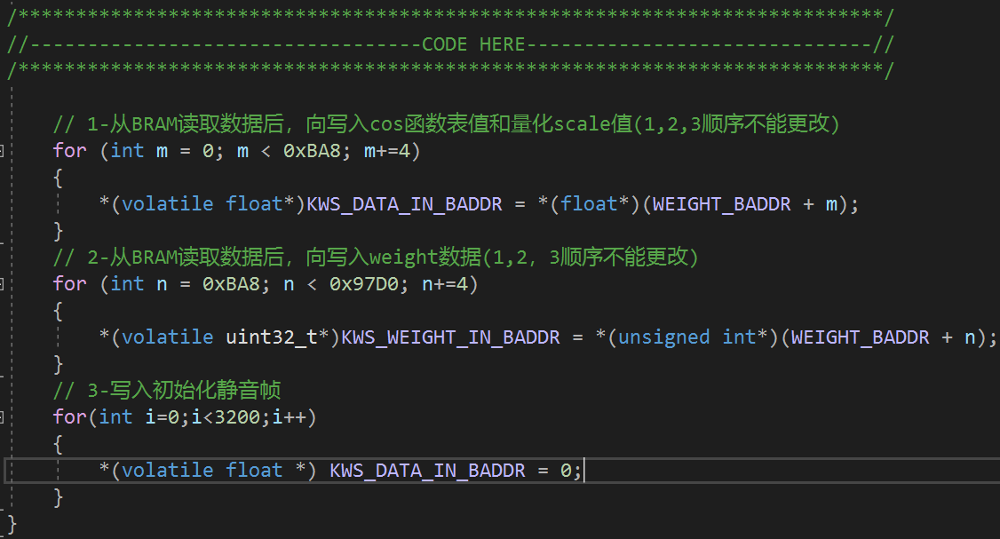 /***************************************************************************/
//----------------------------------CODE HERE------------------------------//
/***************************************************************************/
// 1-从BRAM读取数据后, 向写入cos函数表值和量化scale值(1,2,3顺序不能更改)
for (int m = 0; m < 0xBA8; m+=4)
{
*(volatile float*)KWS_DATA_IN_BADDR = *(float*)(WEIGHT_BADDR + m);
}
// 2-从BRAM读取数据后, 向写入weight数据(1,2, 3顺序不能更改)
for (int n = 0xBA8; n < 0x97D0; n+=4)
{
*(volatile uint32_t*)KWS_WEIGHT_IN_BADDR = *(unsigned int*)(WEIGHT_BADDR + n);
}
// 3-写入初始化静音帧
for(int i=0;i<3200;i++)
{
*(volatile float *) KWS_DATA_IN_BADDR = 0;
}
}